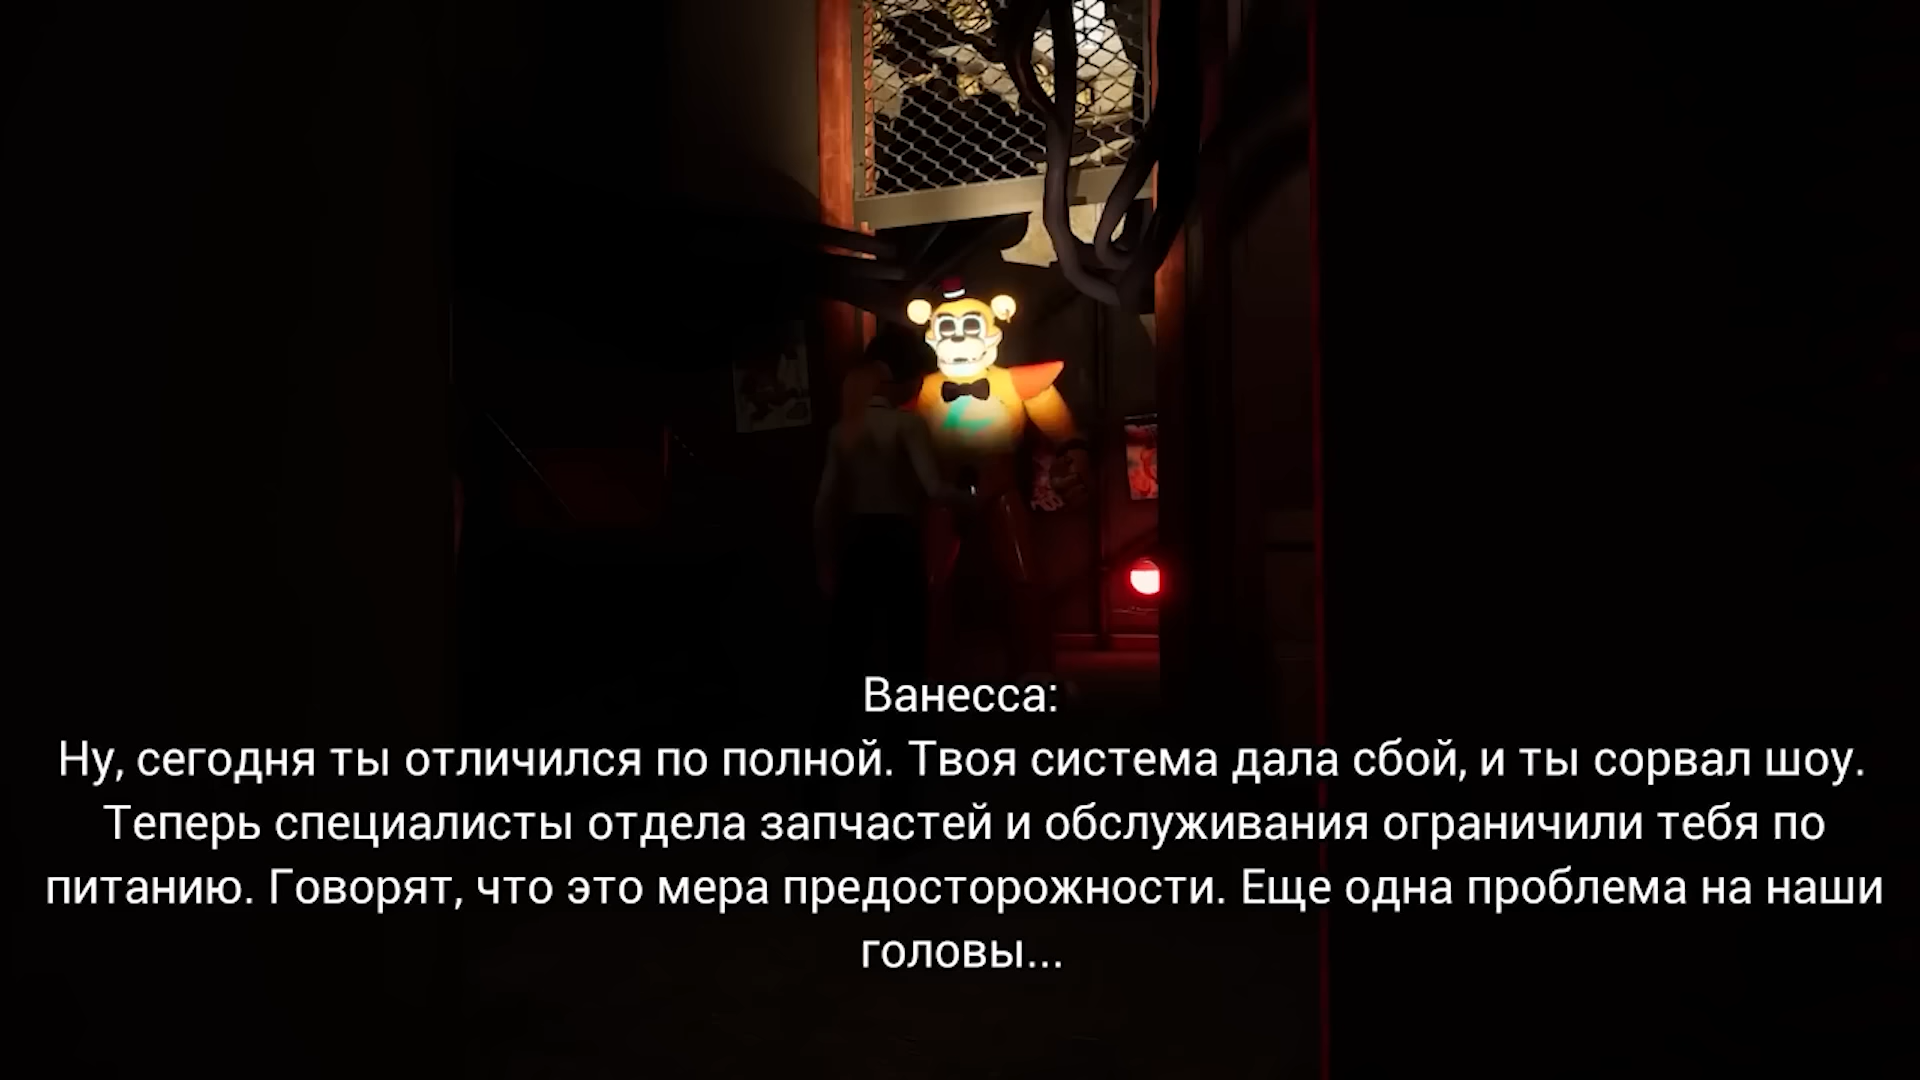 Ванесса:
Ну, сегодня ты отличился по полной. Твоя система дала сбой, и ты сорвал шоу.
Теперь специалисты отдела запчастей и обслуживания ограничили тебя по
питанию. Говорят, что это мера предосторожности. Еще одна проблема на наши
головы...